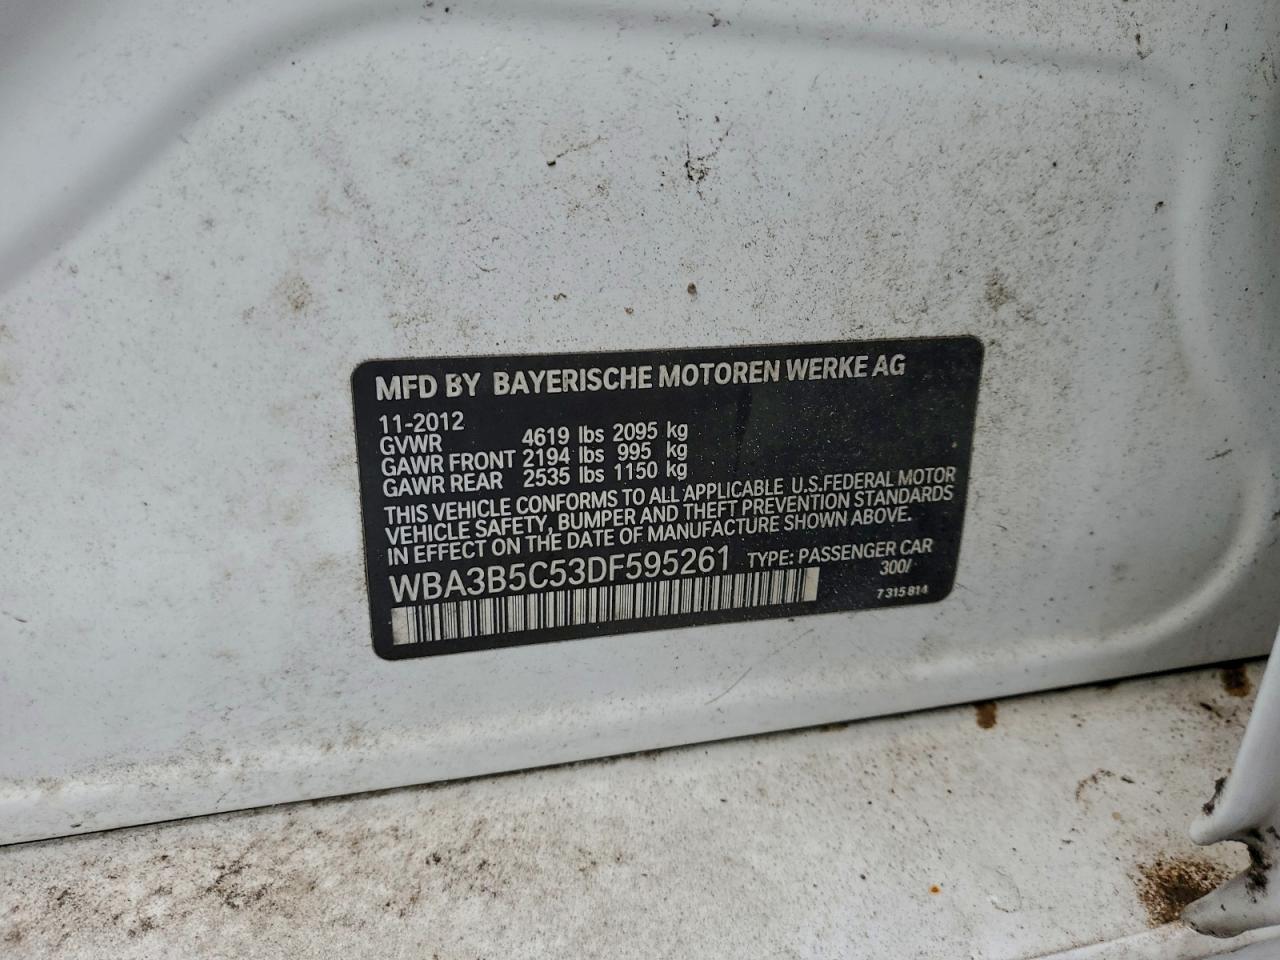 MFD BY BAYERISCHE MOTOREN WERKE AG
11-2012
GVWR 4619 lbs 2095 kg
GAWR FRONT 2194 lbs 995 kg
GAWR REAR 2535 lbs 1150 kg
THIS VEHICLE CONFORMS TO ALL APPLICABLE U.S.FEDERAL MOTOR
VEHICLE SAFETY, BUMPER AND THEFT PREVENTION STANDARDS
IN EFFECT ON THE DATE OF MANUFACTURE SHOWN ABOVE.
WBA3B5C53DF595261 TYPE: PASSENGER CAR
300/
7 315 814